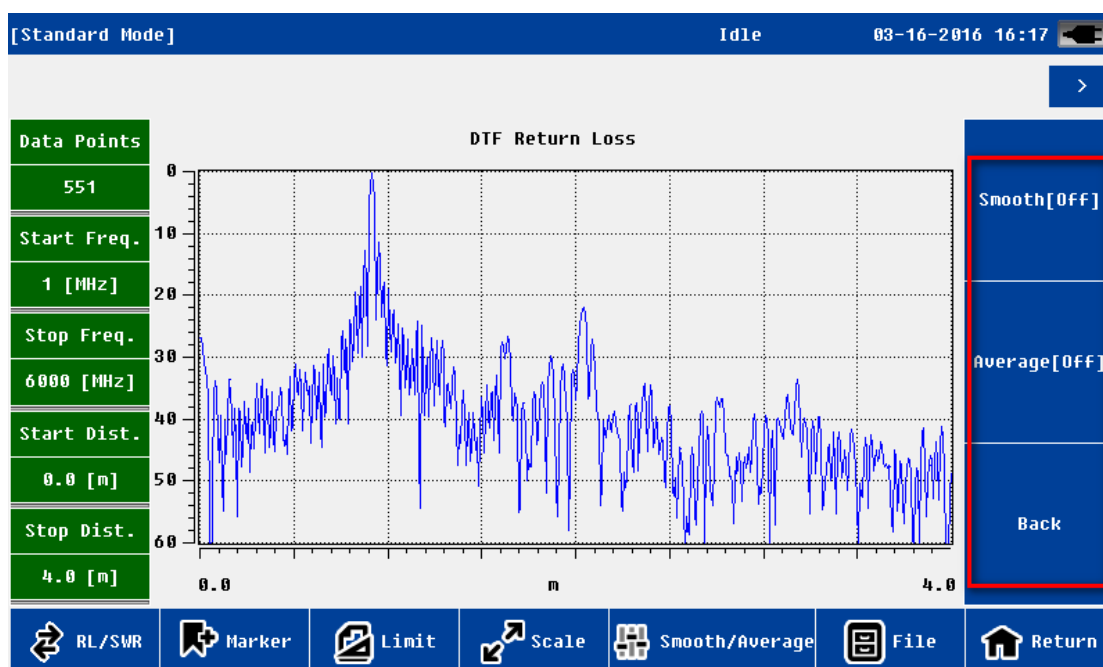 [Standard Mode] Idle 03-16-2016 16:17
>
Data Points
551
Start Freq.
1 [MHz]
Stop Freq.
6000 [MHz]
Start Dist.
0.0 [m]
Stop Dist.
4.0 [m]
DTF Return Loss
0
10
20
30
40
50
60
0.0 m 4.0
Smooth[Off]
Average[Off]
Back
RL/SWR Marker Limit Scale Smooth/Average File Return